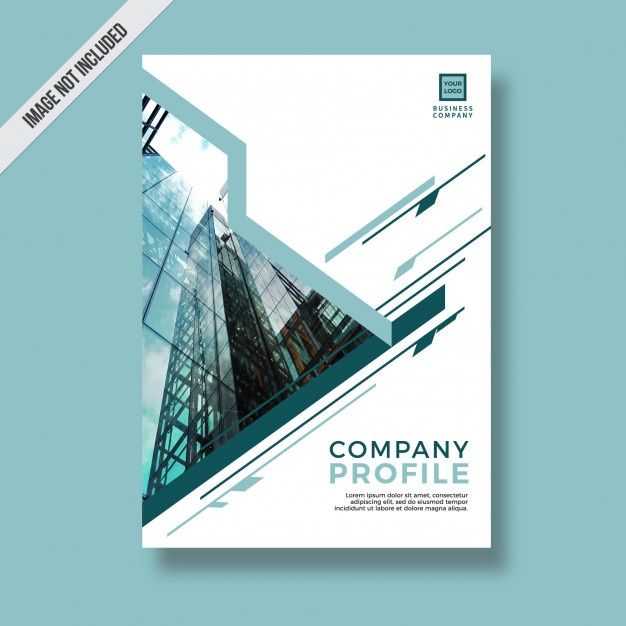 IMAGE NOT INCLUDED
YOUR
LOGO
BUSINESS
COMPANY
COMPANY
PROFILE
Lorem ipsum dolor sit amet, consectetur
adipiscing elit, sed do eiusmod tempor
incididunt ut labore et dolore magna aliqua.